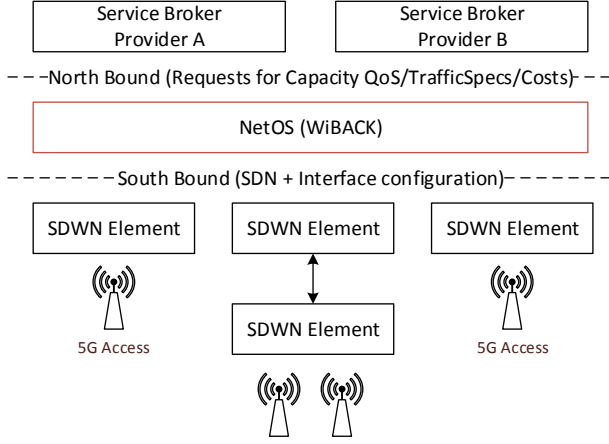 Service Broker
Provider A
Service Broker
Provider B
North Bound (Requests for Capacity QoS/TrafficSpecs/Costs)
NetOS (WiBACK)
South Bound (SDN + Interface configuration)
SDWN Element
SDWN Element
SDWN Element
5G Access
SDWN Element
5G Access